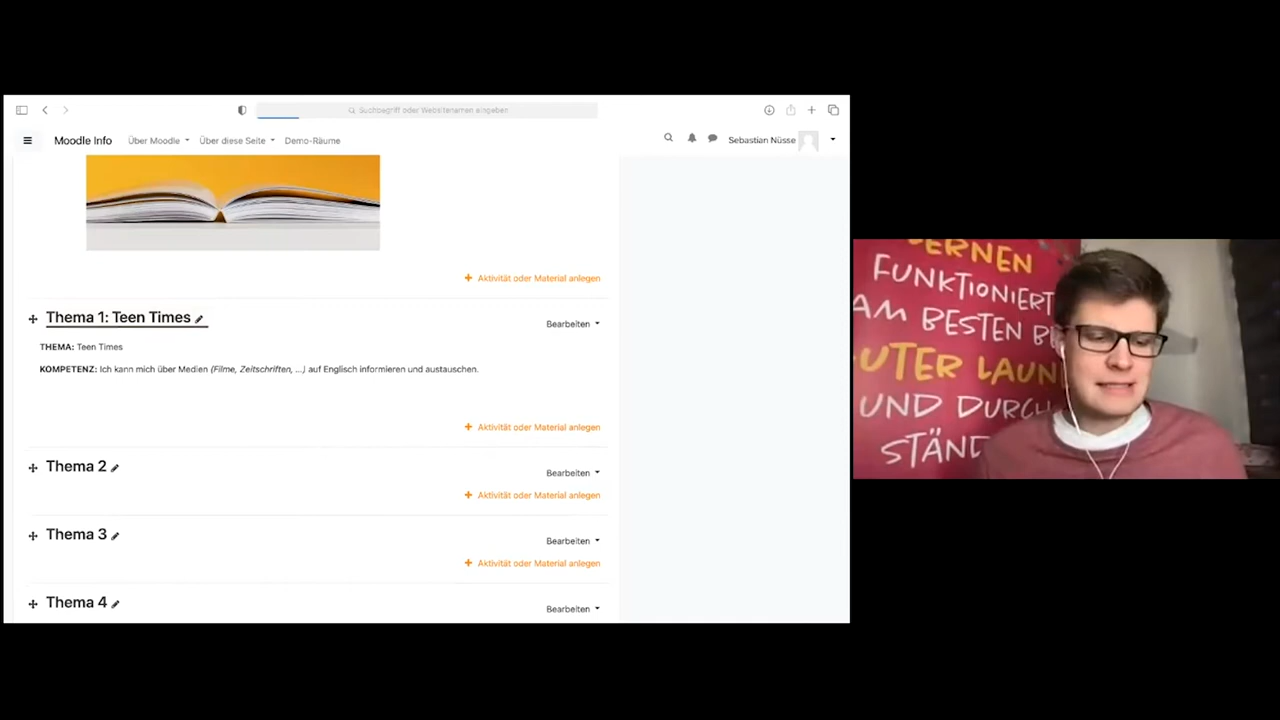 Suchbegriff oder Websitenamen eingeben
Moodle Info Über Moodle Über diese Seite Demo-Räume Sebastian Nüsse
Aktivität oder Material anlegen
Thema 1: Teen Times
Bearbeiten
THEMA: Teen Times
KOMPETENZ: Ich kann mich über Medien (Filme, Zeitschriften, ...) auf Englisch informieren und austauschen.
Aktivität oder Material anlegen
Thema 2
Bearbeiten
Aktivität oder Material anlegen
Thema 3
Bearbeiten
Aktivität oder Material anlegen
Thema 4
Bearbeiten
ERNEN
FUNKTIONIERT
AM BESTEN BE
UTER LAUN
UND DURCH
STÄND